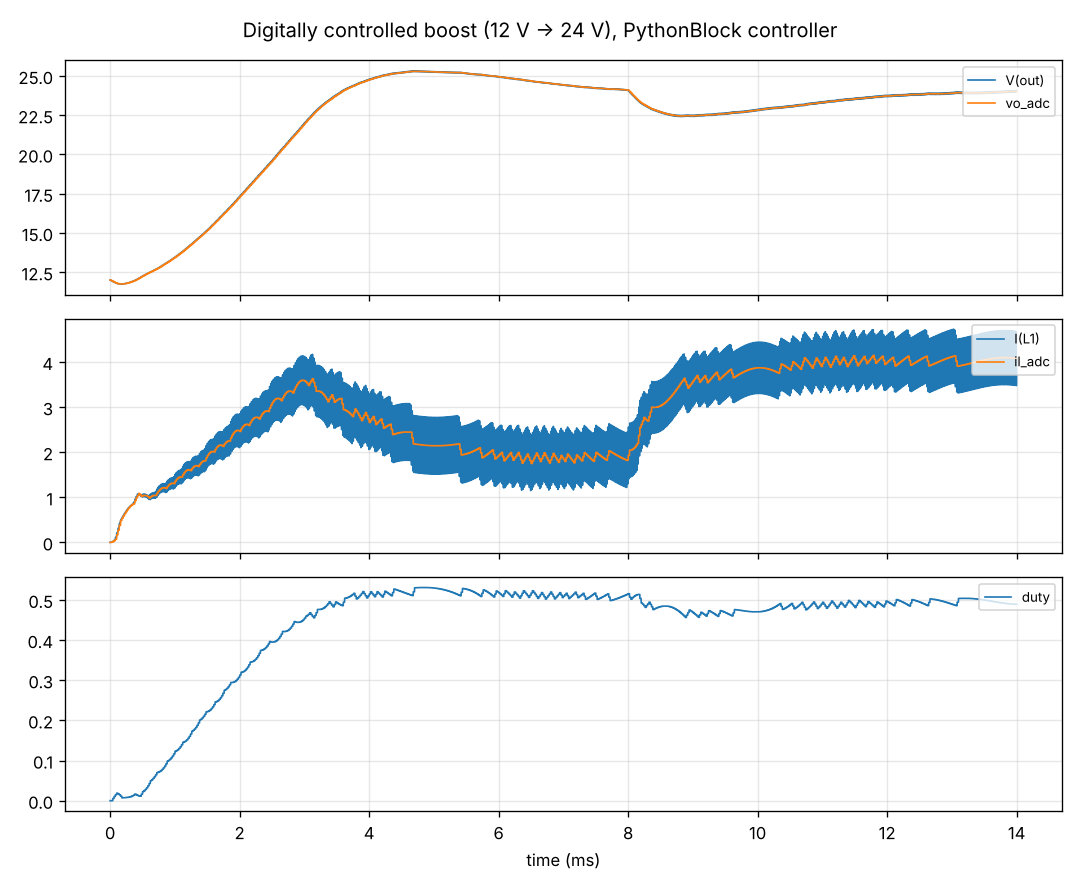 Digitally controlled boost (12 V → 24 V), PythonBlock controller
25.0
22.5
20.0
17.5
15.0
12.5
V(out)
vo_adc
4
3
2
1
0
I(L1)
il_adc
0.5
0.4
0.3
0.2
0.1
0.0
duty
0 2 4 6 8 10 12 14
time (ms)